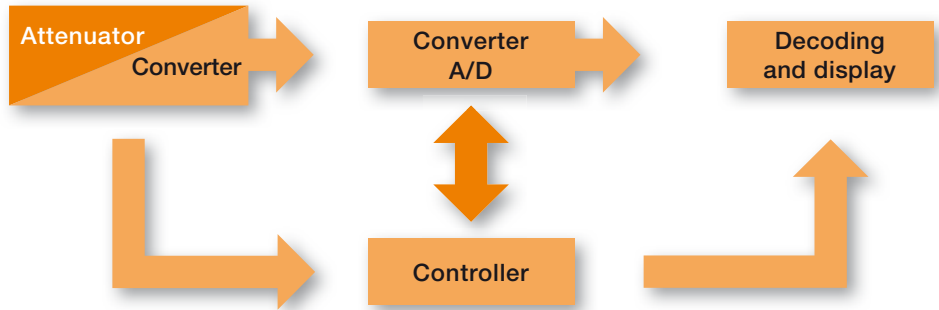 Attenuator
Converter
Converter
A/D
Decoding
and display
Controller